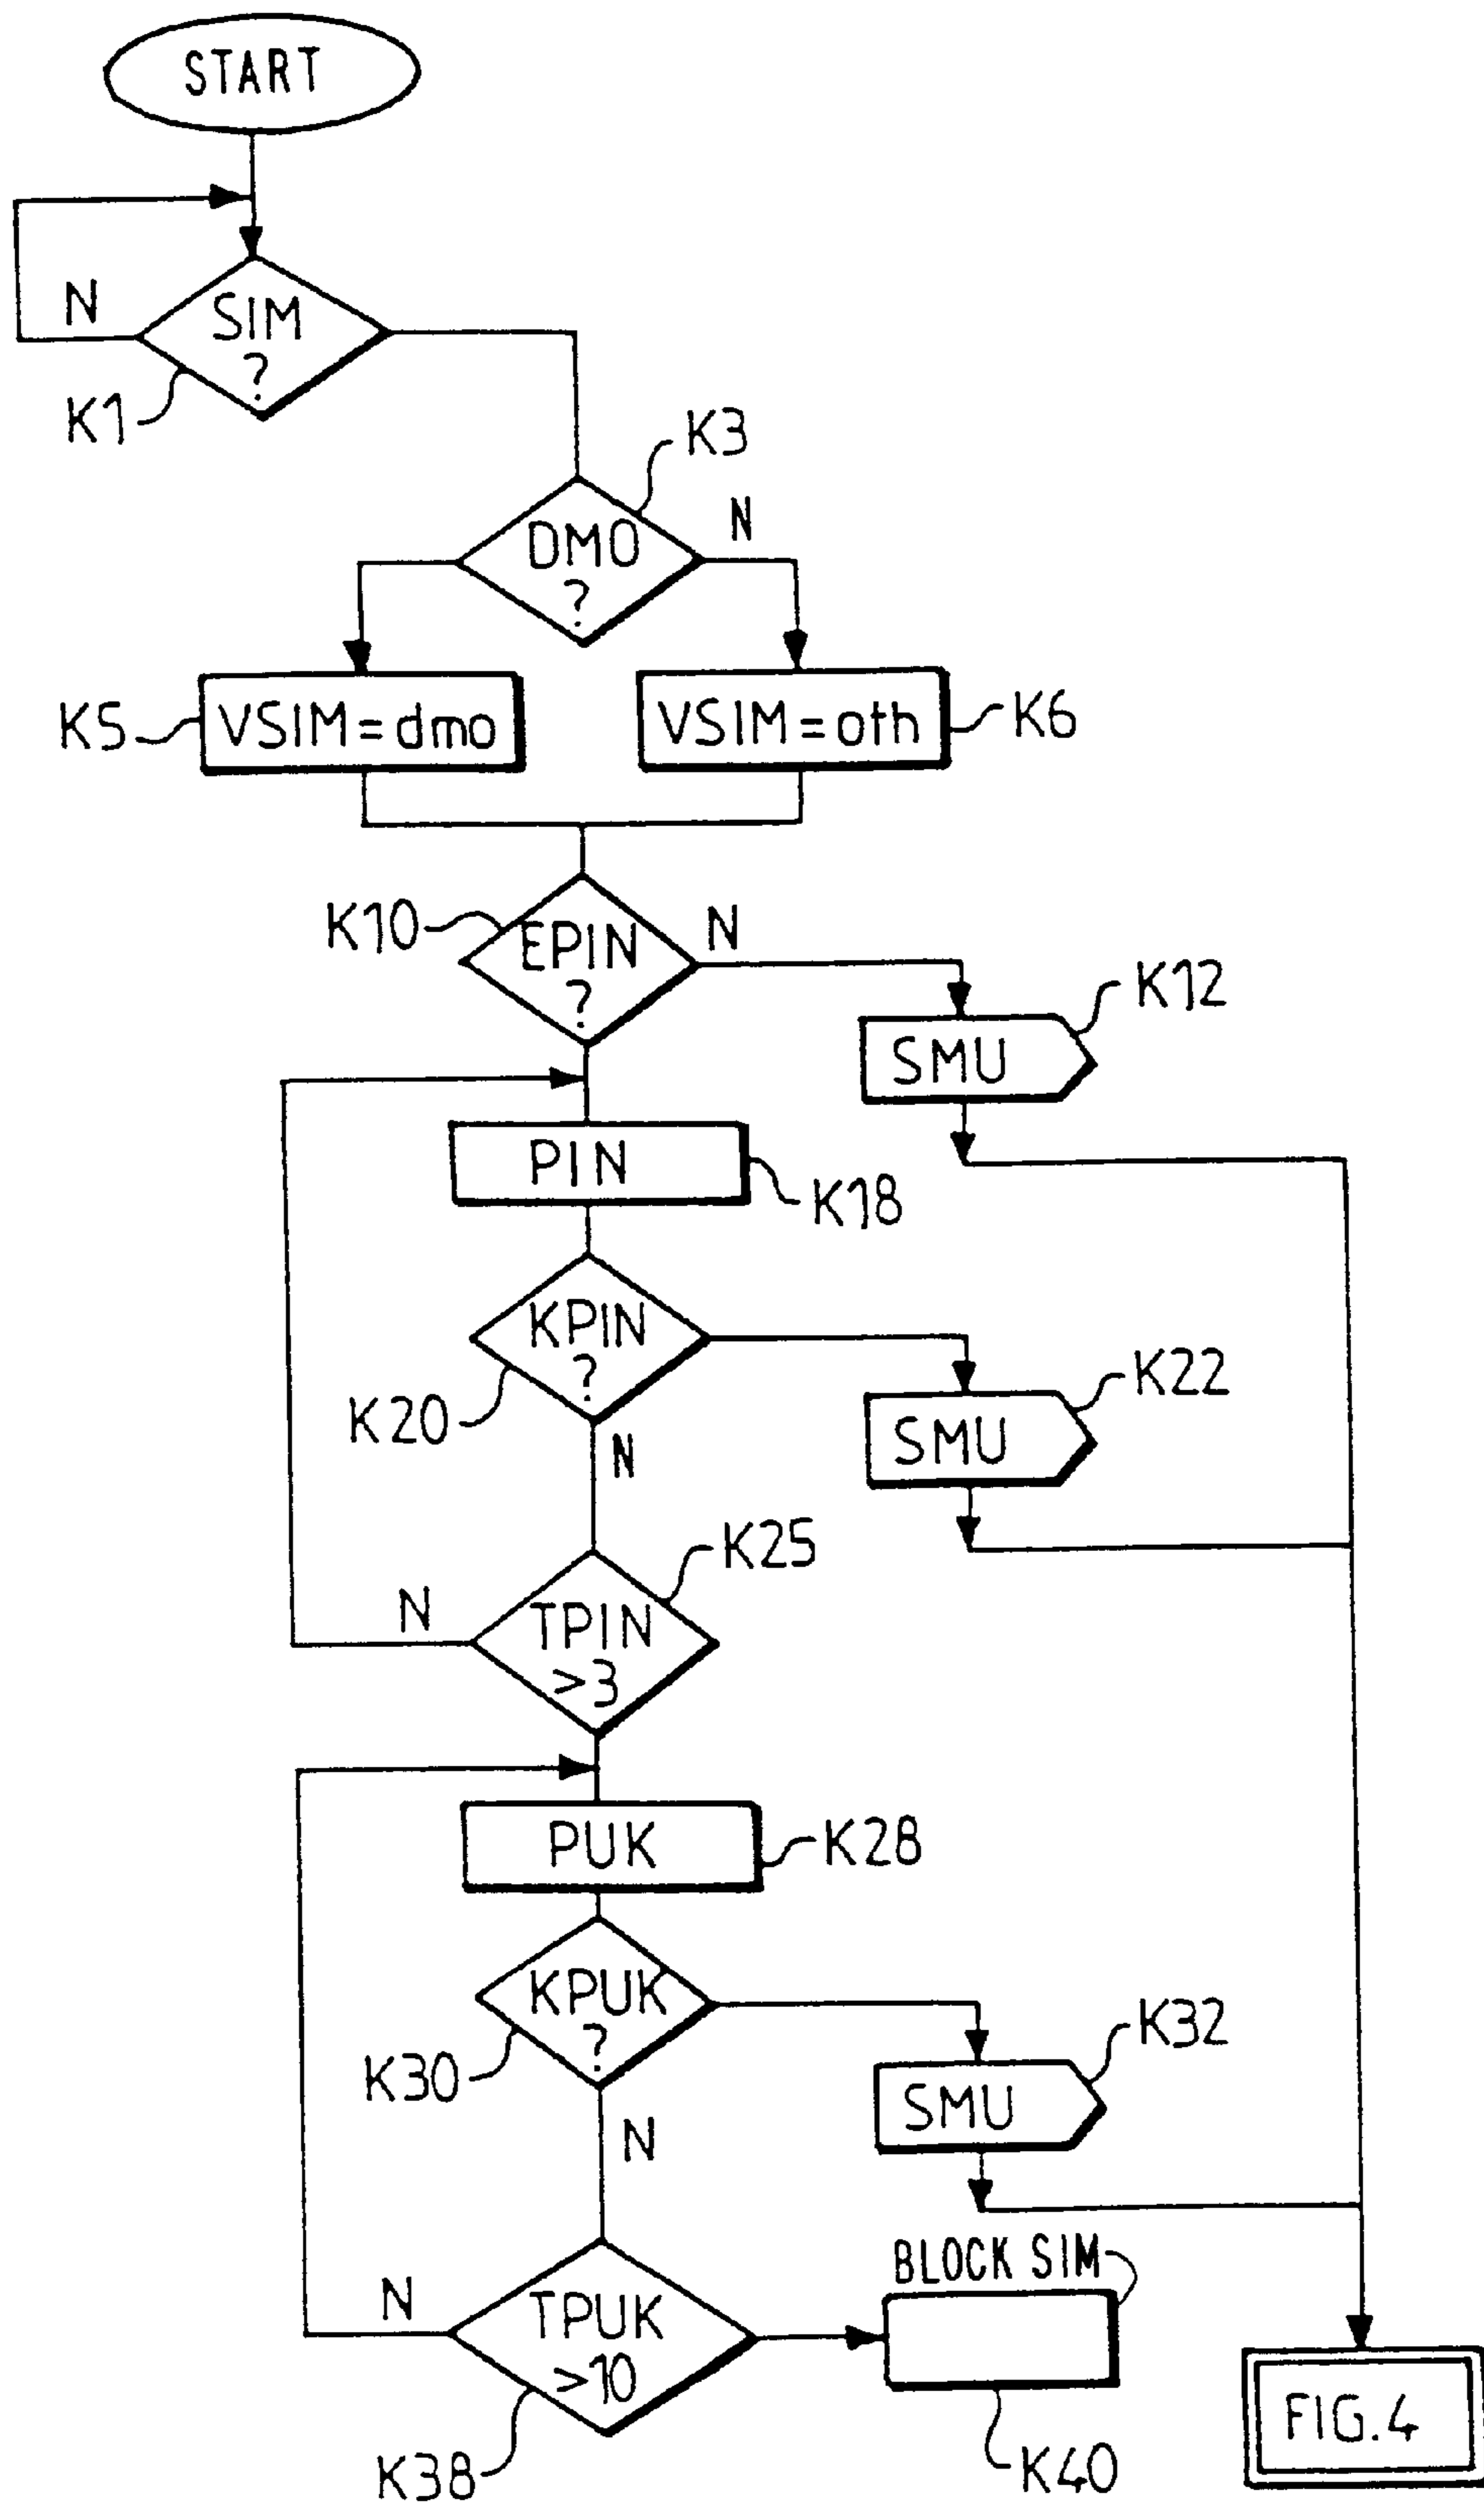 START
N
SIM
?
K1
K3
DMO
?
N
K5
VSIM=dmo
VSIM=oth
K6
K10
EPIN
?
N
K12
SMU
PIN
K18
KPIN
?
K20
N
K22
SMU
K25
N
TPIN
>3
PUK
K28
KPUK
?
K30
N
K32
SMU
BLOCK SIM
N
TPUK
>10
K38
K40
FIG.4